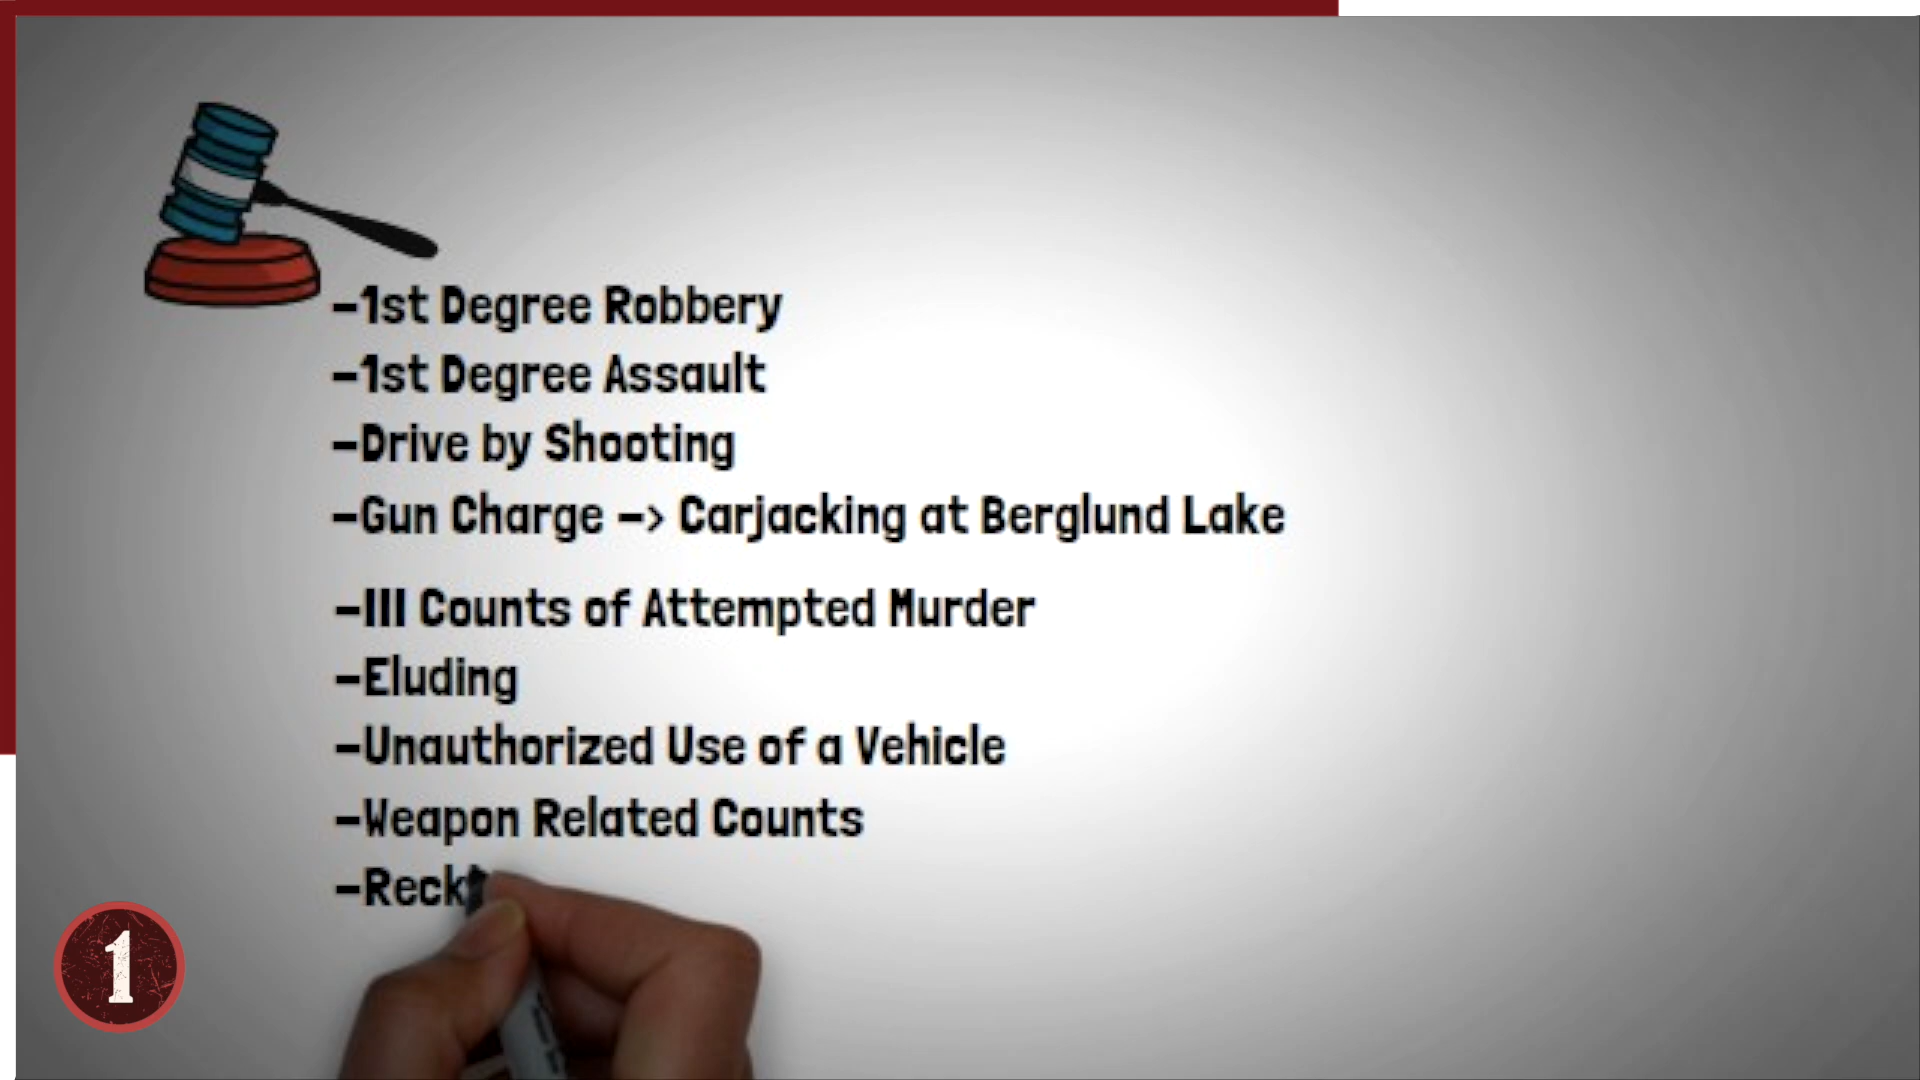 -1st Degree Robbery
-1st Degree Assault
-Drive by Shooting
-Gun Charge -> Carjacking at Berglund Lake
-III Counts of Attempted Murder
-Eluding
-Unauthorized Use of a Vehicle
-Weapon Related Counts
-Reck
1